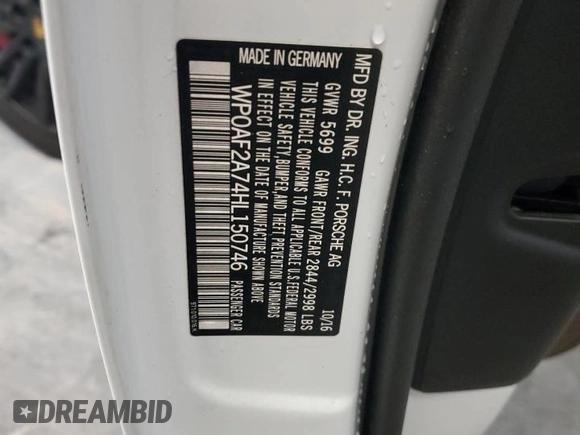 MFD BY DR. ING. H.C. F. PORSCHE AG
GVWR 5699 GAWR FRONT/REAR 2844/2998 LBS
THIS VEHICLE CONFORMS TO ALL APPLICABLE U.S. FEDERAL MOTOR
VEHICLE SAFETY, BUMPER, AND THEFT PREVENTION STANDARDS
IN EFFECT ON THE DATE OF MANUFACTURE SHOWN ABOVE
10/16
WP0AF2A74HL150746
PASSENGER CAR
MADE IN GERMANY
DREAMBID